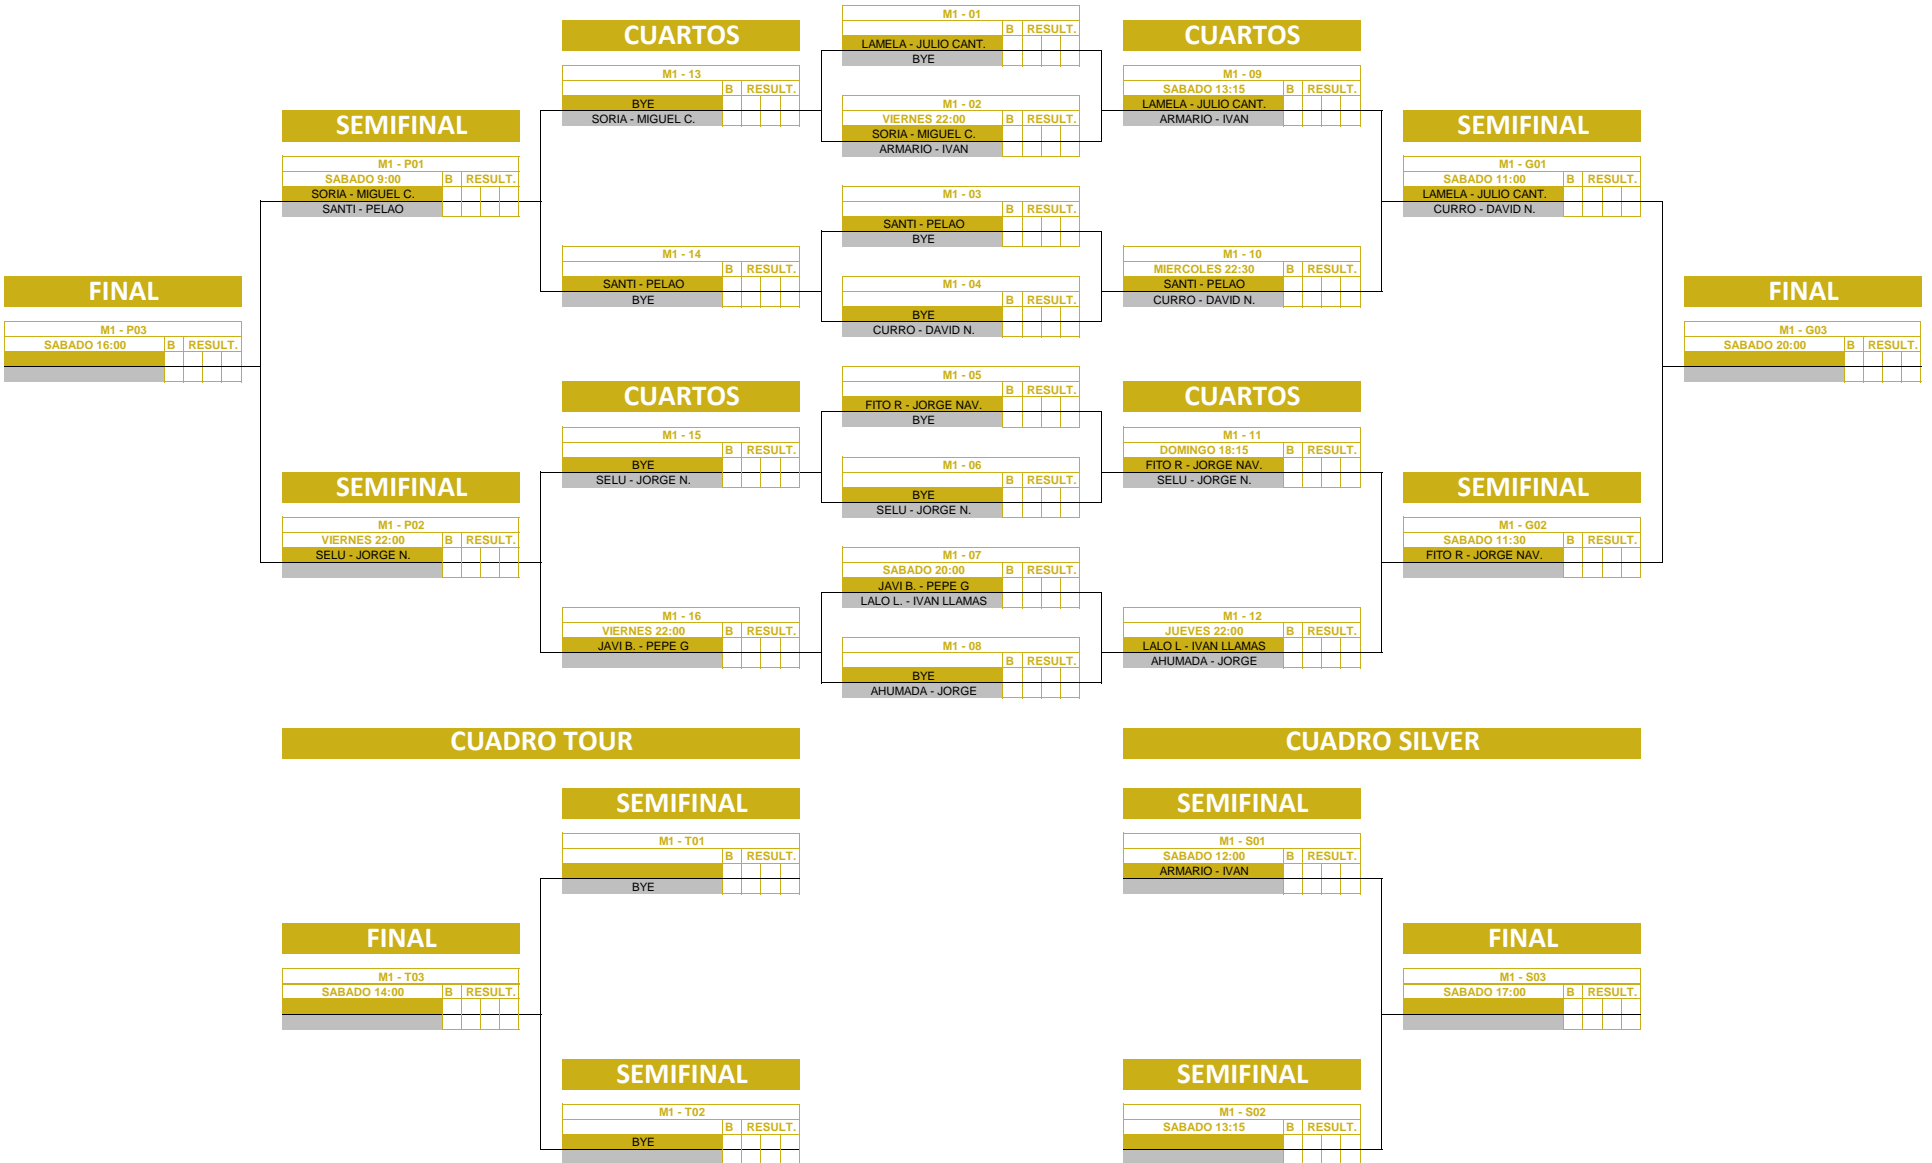 M1 - 01
CUARTOS
CUARTOS
B RESULT.
LAMELA - JULIO CANT.
BYE
M1 - 13
B RESULT.
BYE
SORIA - MIGUEL C.
M1 - 09
SABADO 13:15 B RESULT.
LAMELA - JULIO CANT.
ARMARIO - IVAN
M1 - 02
VIERNES 22:00 B RESULT.
SORIA - MIGUEL C.
ARMARIO - IVAN
SEMIFINAL
SEMIFINAL
M1 - P01
SABADO 9:00 B RESULT.
SORIA - MIGUEL C.
SANTI - PELAO
M1 - G01
SABADO 11:00 B RESULT.
LAMELA - JULIO CANT.
CURRO - DAVID N.
M1 - 03
B RESULT.
SANTI - PELAO
BYE
M1 - 14
B RESULT.
SANTI - PELAO
BYE
M1 - 10
MIERCOLES 22:30 B RESULT.
SANTI - PELAO
CURRO - DAVID N.
M1 - 04
B RESULT.
BYE
CURRO - DAVID N.
FINAL
FINAL
M1 - P03
SABADO 16:00 B RESULT.
M1 - G03
SABADO 20:00 B RESULT.
M1 - 05
B RESULT.
FITO R - JORGE NAV.
BYE
CUARTOS
CUARTOS
M1 - 15
B RESULT.
BYE
SELU - JORGE N.
M1 - 11
DOMINGO 18:15 B RESULT.
FITO R - JORGE NAV.
SELU - JORGE N.
M1 - 06
B RESULT.
BYE
SELU - JORGE N.
SEMIFINAL
SEMIFINAL
M1 - P02
VIERNES 22:00 B RESULT.
SELU - JORGE N.
M1 - G02
SABADO 11:30 B RESULT.
FITO R - JORGE NAV.
M1 - 07
SABADO 20:00 B RESULT.
JAVI B. - PEPE G
LALO L. - IVAN LLAMAS
M1 - 16
VIERNES 22:00 B RESULT.
JAVI B. - PEPE G
M1 - 12
JUEVES 22:00 B RESULT.
LALO L - IVAN LLAMAS
AHUMADA - JORGE
M1 - 08
B RESULT.
BYE
AHUMADA - JORGE
CUADRO TOUR
CUADRO SILVER
SEMIFINAL
SEMIFINAL
M1 - T01
B RESULT.
BYE
M1 - S01
SABADO 12:00 B RESULT.
ARMARIO - IVAN
FINAL
FINAL
M1 - T03
SABADO 14:00 B RESULT.
M1 - S03
SABADO 17:00 B RESULT.
SEMIFINAL
SEMIFINAL
M1 - T02
B RESULT.
BYE
M1 - S02
SABADO 13:15 B RESULT.